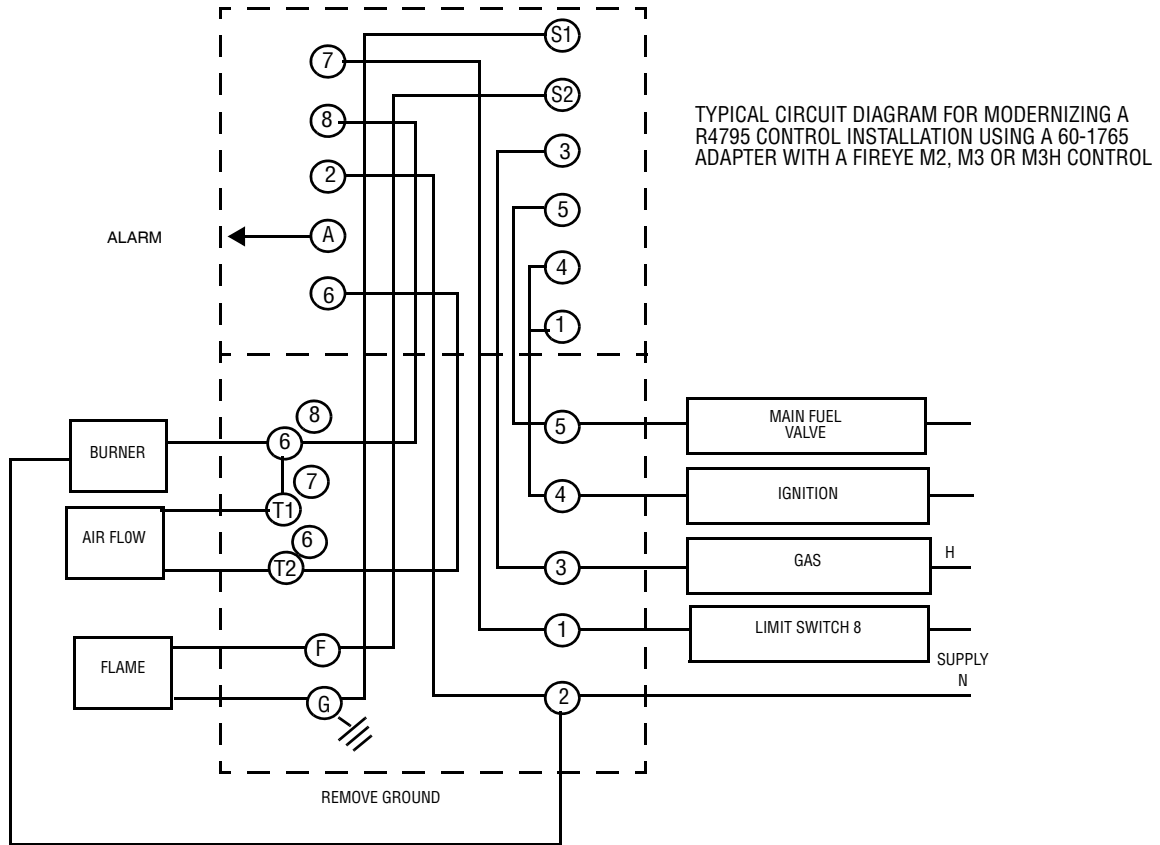 S1
7
S2
TYPICAL CIRCUIT DIAGRAM FOR MODERNIZING A
R4795 CONTROL INSTALLATION USING A 60-1765
ADAPTER WITH A FIREYE M2, M3 OR M3H CONTROL
8
3
2
5
ALARM
A
4
6
1
8
6
5
MAIN FUEL
VALVE
BURNER
7
T1
4
IGNITION
AIR FLOW
6
T2
3
GAS
H
1
LIMIT SWITCH 8
F
FLAME
SUPPLY
N
G
2
REMOVE GROUND